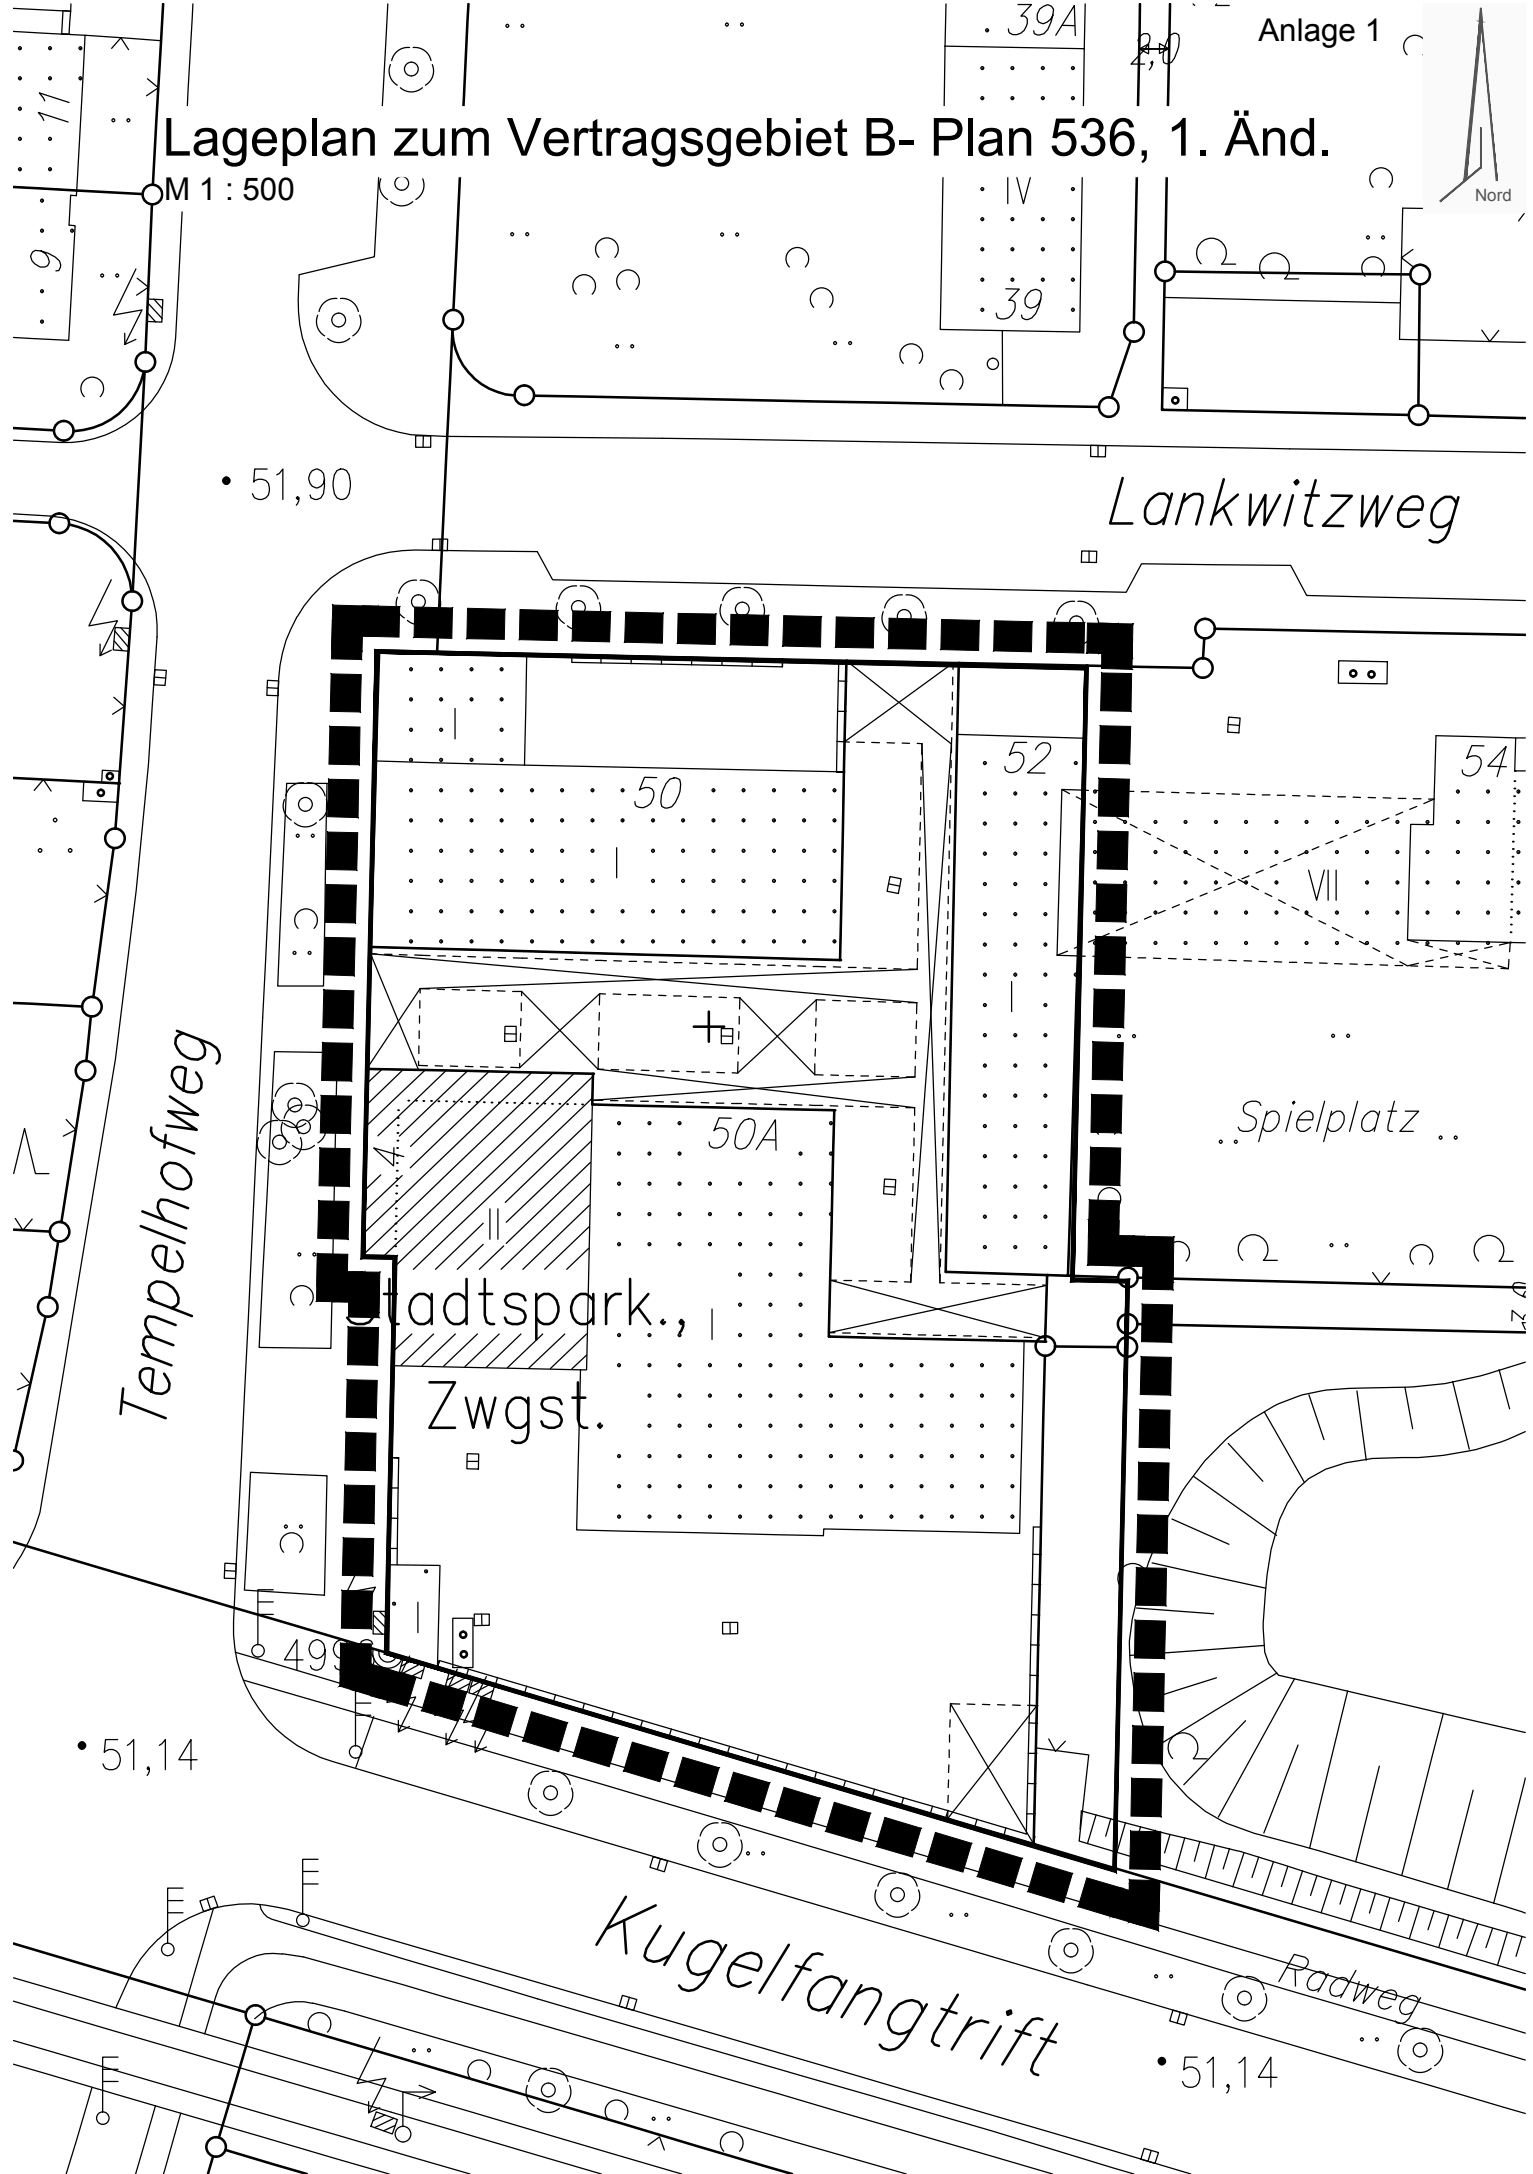 39A
Anlage 1
2,0
11
Lageplan zum Vertragsgebiet B- Plan 536, 1. Änd.
M 1 : 500
IV
Nord
9
39
51,90
Lankwitzweg
I
50
52
54
I
VII
I
Tempelhofweg
Spielplatz
50A
II
Stadtspark.,
I
Zwgst.
I
51,14
Kugelfangtrift
Radweg
51,14